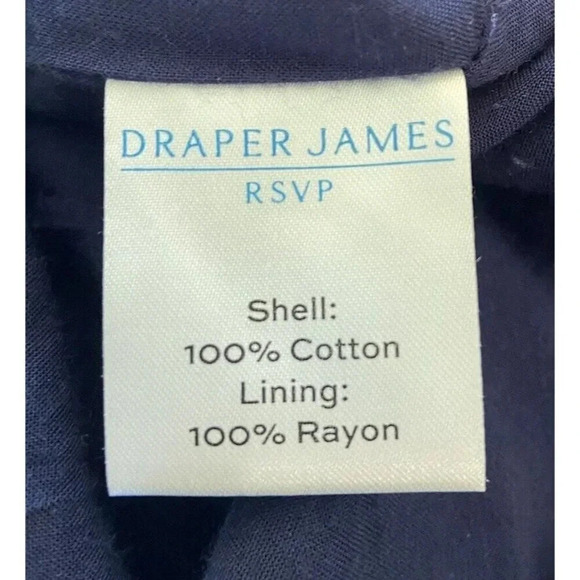 DRAPER JAMES
RSVP
Shell:
100% Cotton
Lining:
100% Rayon